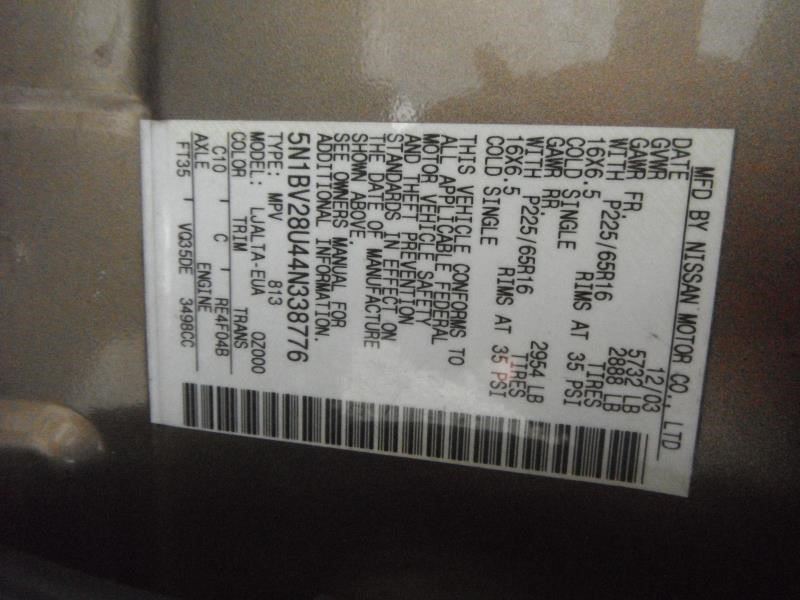 MFD BY NISSAN MOTOR CO., LTD
DATE 12/03
GVWR 5732 LB
GAWR FR. 2888 LB
WITH P225/65R16 TIRES
16X6.5 RIMS AT 35 PSI
COLD SINGLE
GAWR RR. 2954 LB
WITH P225/65R16 TIRES
16X6.5 RIMS AT 35 PSI
COLD SINGLE
THIS VEHICLE CONFORMS TO
ALL APPLICABLE FEDERAL
MOTOR VEHICLE SAFETY
AND THEFT PREVENTION
STANDARDS IN EFFECT ON
THE DATE OF MANUFACTURE
SHOWN ABOVE.
SEE OWNERS MANUAL FOR
ADDITIONAL INFORMATION.
5N1BV28U44N338776
TYPE: MPV 813
MODEL: LJALTA-EUA 0Z000
COLOR TRIM TRANS
C10 C RE4F04B
AXLE ENGINE
FT35 VQ35DE 3498CC